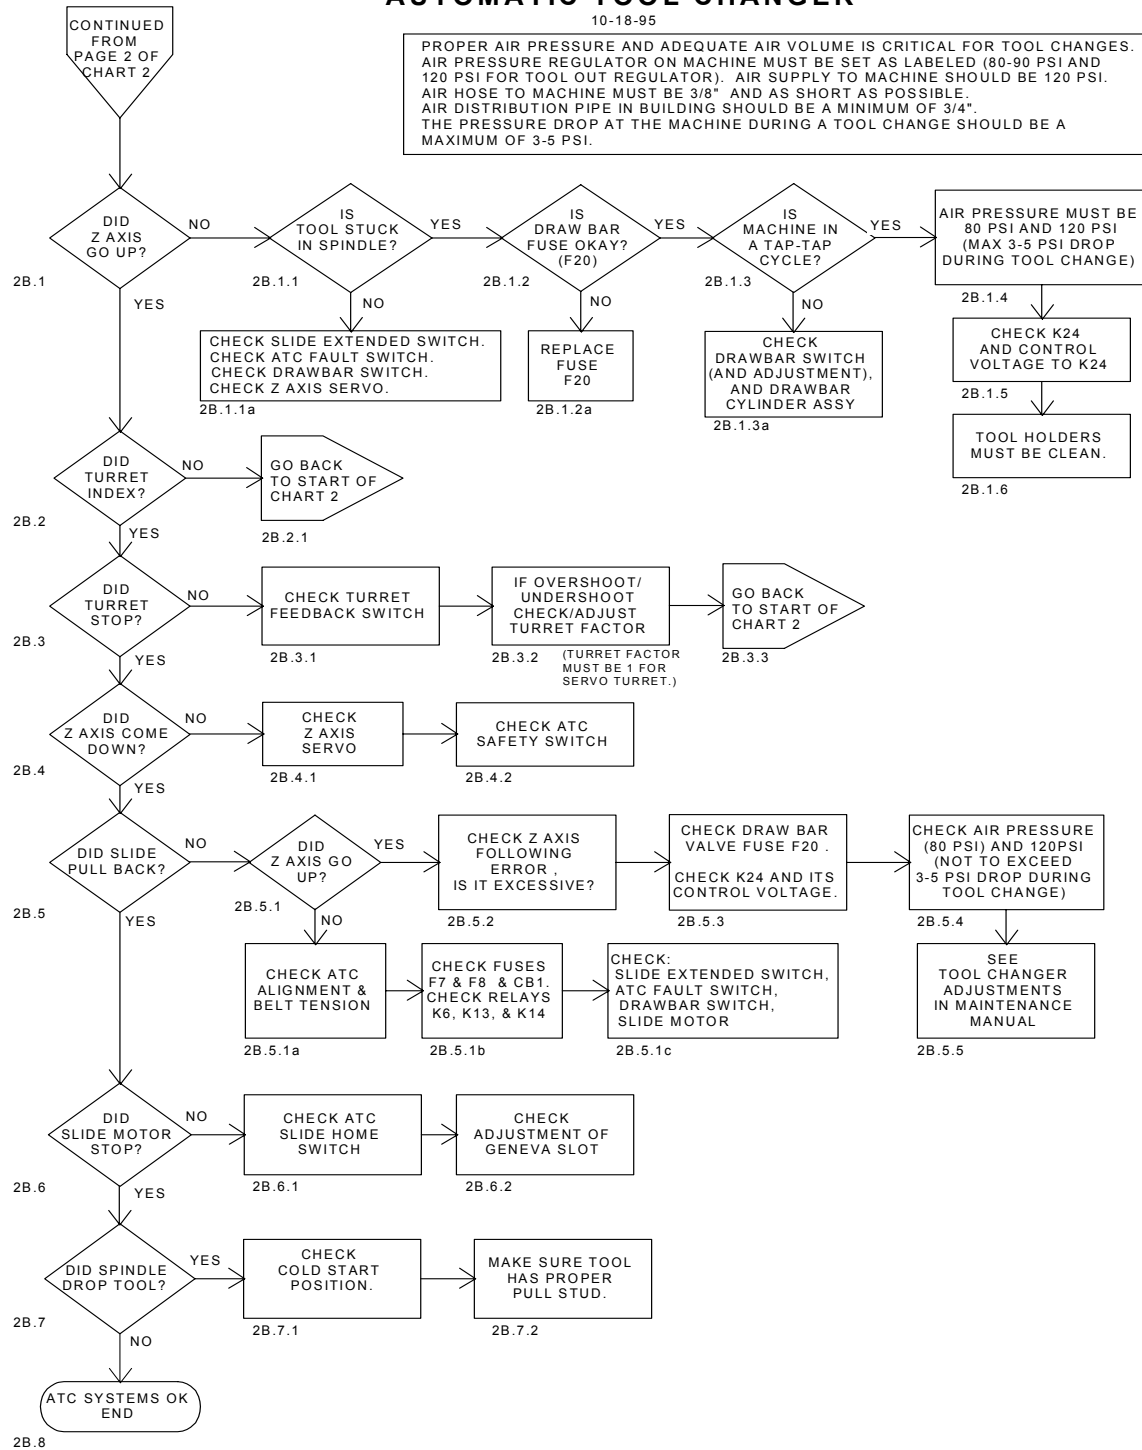 AUTOMATIC TOOL CHANGER
10-18-95
CONTINUED
FROM
PAGE 2 OF
CHART 2
PROPER AIR PRESSURE AND ADEQUATE AIR VOLUME IS CRITICAL FOR TOOL CHANGES.
AIR PRESSURE REGULATOR ON MACHINE MUST BE SET AS LABELED (80-90 PSI AND
120 PSI FOR TOOL OUT REGULATOR). AIR SUPPLY TO MACHINE SHOULD BE 120 PSI.
AIR HOSE TO MACHINE MUST BE 3/8" AND AS SHORT AS POSSIBLE.
AIR DISTRIBUTION PIPE IN BUILDING SHOULD BE A MINIMUM OF 3/4".
THE PRESSURE DROP AT THE MACHINE DURING A TOOL CHANGE SHOULD BE A
MAXIMUM OF 3-5 PSI.
DID
Z AXIS
GO UP?
2B.1
NO
YES
IS
TOOL STUCK
IN SPINDLE?
2B.1.1
YES
NO
IS
DRAW BAR
FUSE OKAY?
(F20)
2B.1.2
YES
NO
IS
MACHINE IN
A TAP-TAP
CYCLE?
2B.1.3
YES
NO
AIR PRESSURE MUST BE
80 PSI AND 120 PSI
(MAX 3-5 PSI DROP
DURING TOOL CHANGE)
2B.1.4
CHECK SLIDE EXTENDED SWITCH.
CHECK ATC FAULT SWITCH.
CHECK DRAWBAR SWITCH.
CHECK Z AXIS SERVO.
2B.1.1a
REPLACE
FUSE
F20
2B.1.2a
CHECK
DRAWBAR SWITCH
(AND ADJUSTMENT),
AND DRAWBAR
CYLINDER ASSY
2B.1.3a
CHECK K24
AND CONTROL
VOLTAGE TO K24
2B.1.5
TOOL HOLDERS
MUST BE CLEAN.
2B.1.6
DID
TURRET
INDEX?
2B.2
NO
YES
GO BACK
TO START OF
CHART 2
2B.2.1
DID
TURRET
STOP?
2B.3
NO
YES
CHECK TURRET
FEEDBACK SWITCH
2B.3.1
IF OVERSHOOT/
UNDERSHOOT
CHECK/ADJUST
TURRET FACTOR
2B.3.2
(TURRET FACTOR
MUST BE 1 FOR
SERVO TURRET.)
GO BACK
TO START OF
CHART 2
2B.3.3
DID
Z AXIS COME
DOWN?
2B.4
NO
YES
CHECK
Z AXIS
SERVO
2B.4.1
CHECK ATC
SAFETY SWITCH
2B.4.2
DID SLIDE
PULL BACK?
2B.5
NO
YES
DID
Z AXIS GO
UP?
2B.5.1
YES
NO
CHECK Z AXIS
FOLLOWING
ERROR ,
IS IT EXCESSIVE?
2B.5.2
CHECK DRAW BAR
VALVE FUSE F20 .
CHECK K24 AND ITS
CONTROL VOLTAGE.
2B.5.3
CHECK AIR PRESSURE
(80 PSI) AND 120PSI
(NOT TO EXCEED
3-5 PSI DROP DURING
TOOL CHANGE)
2B.5.4
CHECK ATC
ALIGNMENT &
BELT TENSION
2B.5.1a
CHECK FUSES
F7 & F8 & CB1.
CHECK RELAYS
K6, K13, & K14
2B.5.1b
CHECK:
SLIDE EXTENDED SWITCH,
ATC FAULT SWITCH,
DRAWBAR SWITCH,
SLIDE MOTOR
2B.5.1c
SEE
TOOL CHANGER
ADJUSTMENTS
IN MAINTENANCE
MANUAL
2B.5.5
DID
SLIDE MOTOR
STOP?
2B.6
NO
YES
CHECK ATC
SLIDE HOME
SWITCH
2B.6.1
CHECK
ADJUSTMENT OF
GENEVA SLOT
2B.6.2
DID SPINDLE
DROP TOOL?
2B.7
YES
NO
CHECK
COLD START
POSITION.
2B.7.1
MAKE SURE TOOL
HAS PROPER
PULL STUD.
2B.7.2
ATC SYSTEMS OK
END
2B.8